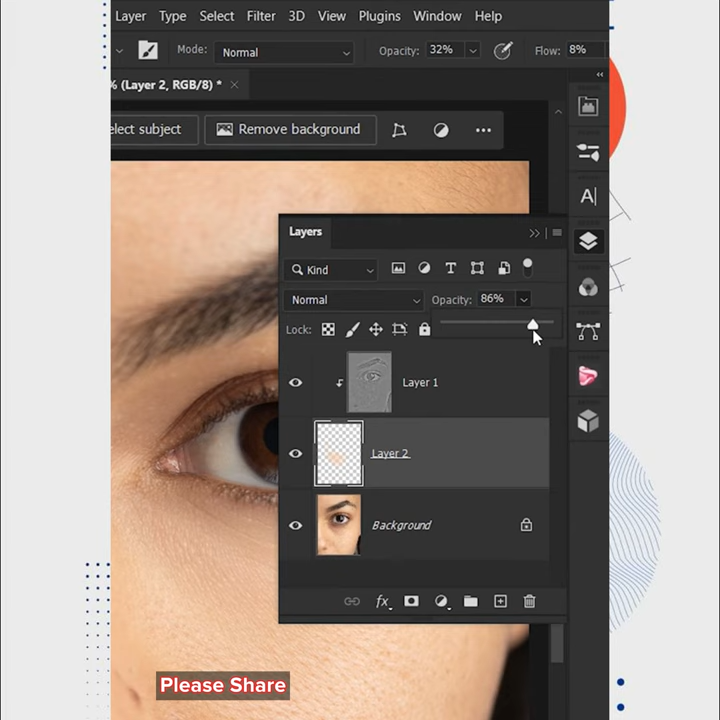 Layer Type Select Filter 3D View Plugins Window Help
Mode: Normal Opacity: 32% Flow: 8%
% (Layer 2, RGB/8) * ×
elect subject Remove background
A|
Layers
Kind T
Normal Opacity: 86%
Lock:
Layer 1
Layer 2
Background
fx
Please Share